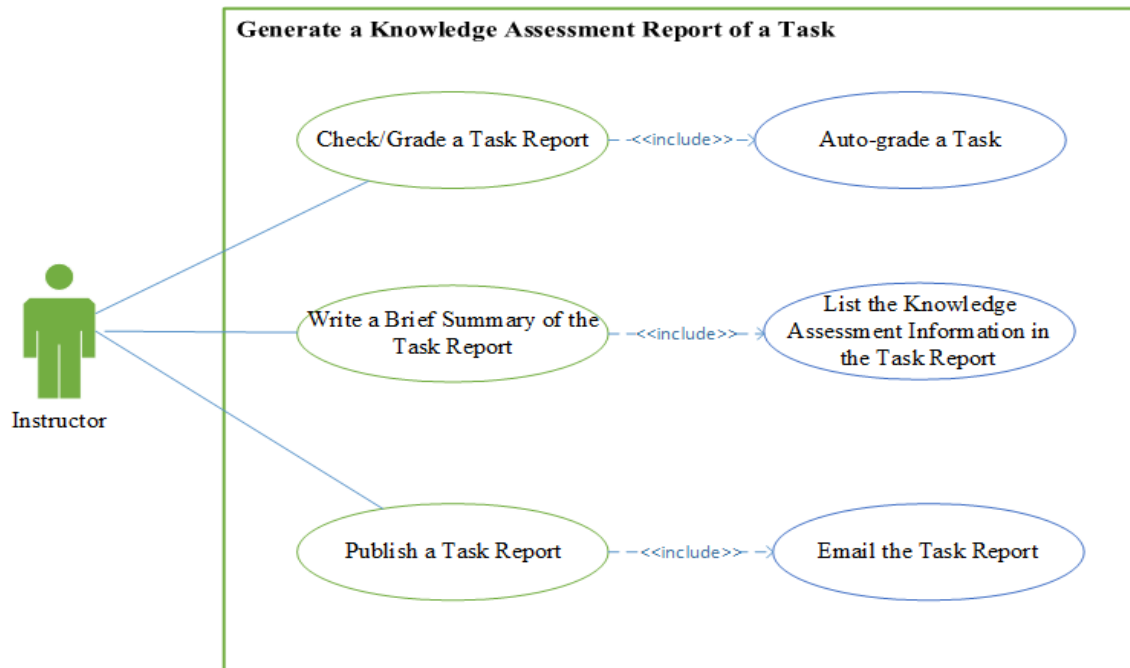 Generate a Knowledge Assessment Report of a Task
Check/Grade a Task Report
<<include>>
Auto-grade a Task
Write a Brief Summary of the
Task Report
<<include>>
List the Knowledge
Assessment Information in
the Task Report
Instructor
Publish a Task Report
<<include>>
Email the Task Report